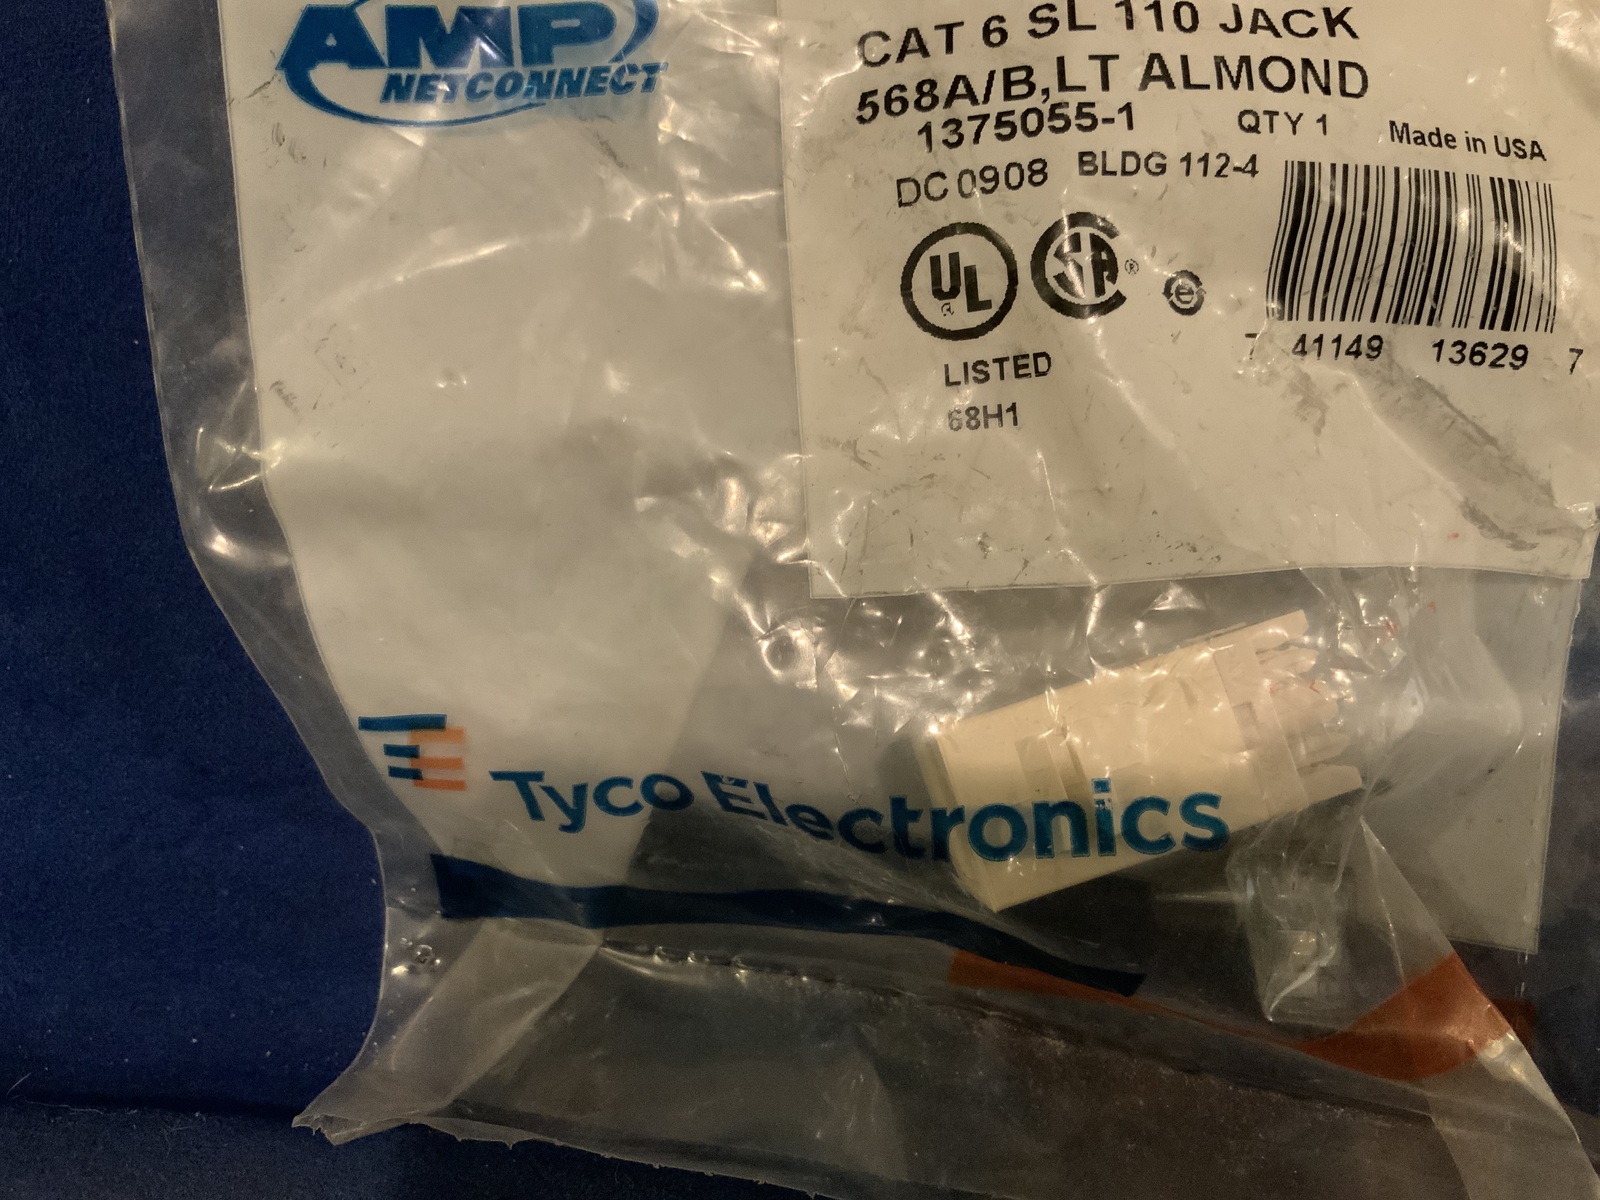 AMP
NETCONNECT
CAT 6 SL 110 JACK
568A/B,LT ALMOND
1375055-1 QTY 1 Made in USA
DC 0908 BLDG 112-4
UL SA ®
e
7 41149 13629 7
LISTED
68H1
Tyco Electronics